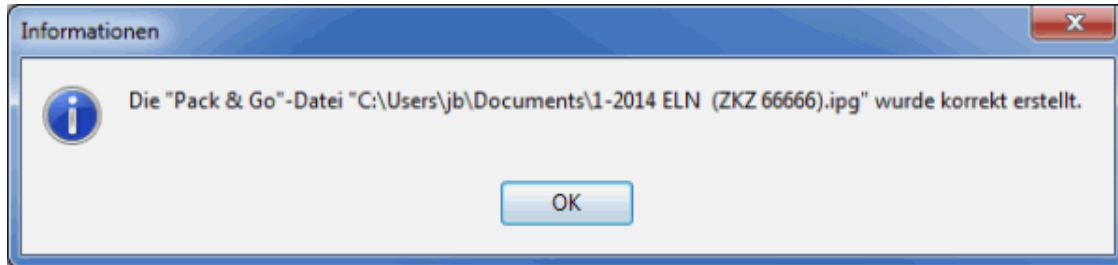 Informationen
Die "Pack & Go"-Datei "C:\Users\jb\Documents\1-2014 ELN  (ZKZ 66666).ipg" wurde korrekt erstellt.
OK